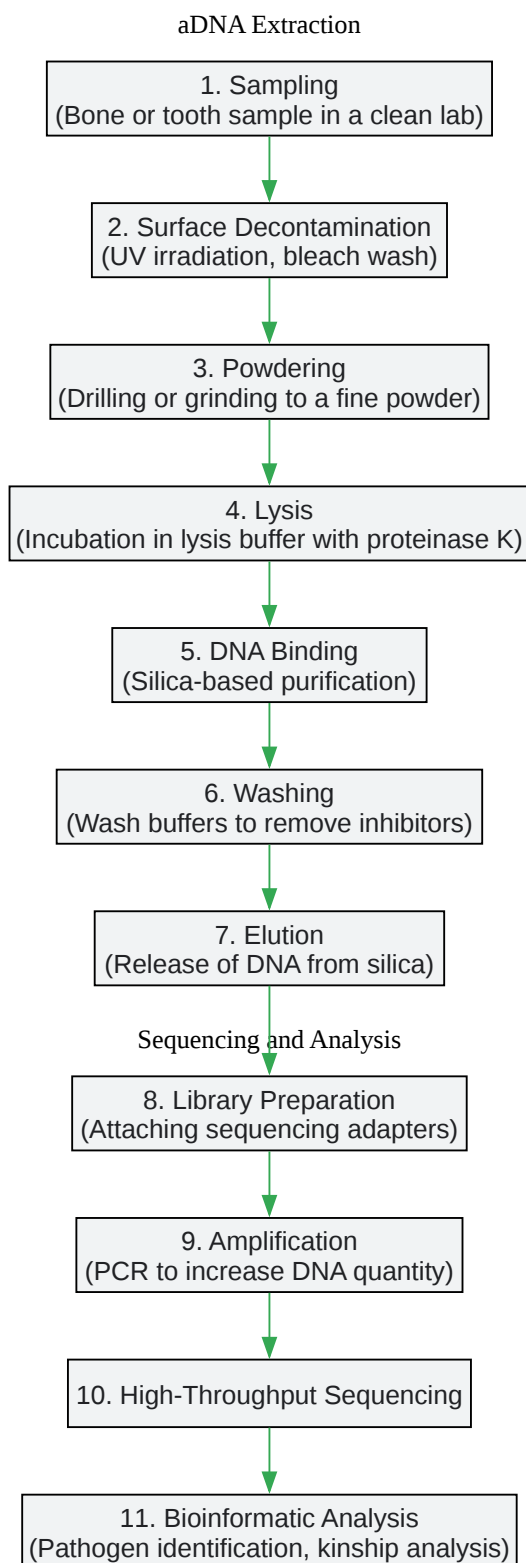 aDNA Extraction
1. Sampling
(Bone or tooth sample in a clean lab)
2. Surface Decontamination
(UV irradiation, bleach wash)
3. Powdering
(Drilling or grinding to a fine powder)
4. Lysis
(Incubation in lysis buffer with proteinase K)
5. DNA Binding
(Silica-based purification)
6. Washing
(Wash buffers to remove inhibitors)
7. Elution
(Release of DNA from silica)
Sequencing and Analysis
8. Library Preparation
(Attaching sequencing adapters)
9. Amplification
(PCR to increase DNA quantity)
10. High-Throughput Sequencing
11. Bioinformatic Analysis
(Pathogen identification, kinship analysis)